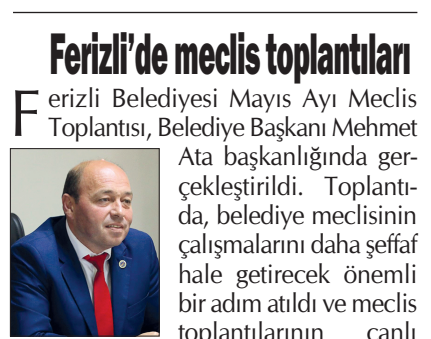 Ferizli'de meclis toplantıları
Ferizli Belediyesi Mayıs Ayı Meclis
Toplantısı, Belediye Başkanı Mehmet
Ata başkanlığında ger-
çekleştirildi. Toplantı-
da, belediye meclisinin
çalışmalarını daha şeffaf
hale getirecek önemli
bir adım atıldı ve meclis
toplantılarının canlı